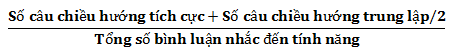 Số câu chiều hướng tích cực + Số câu chiều hướng trung lập/2
Tổng số bình luận nhắc đến tính năng